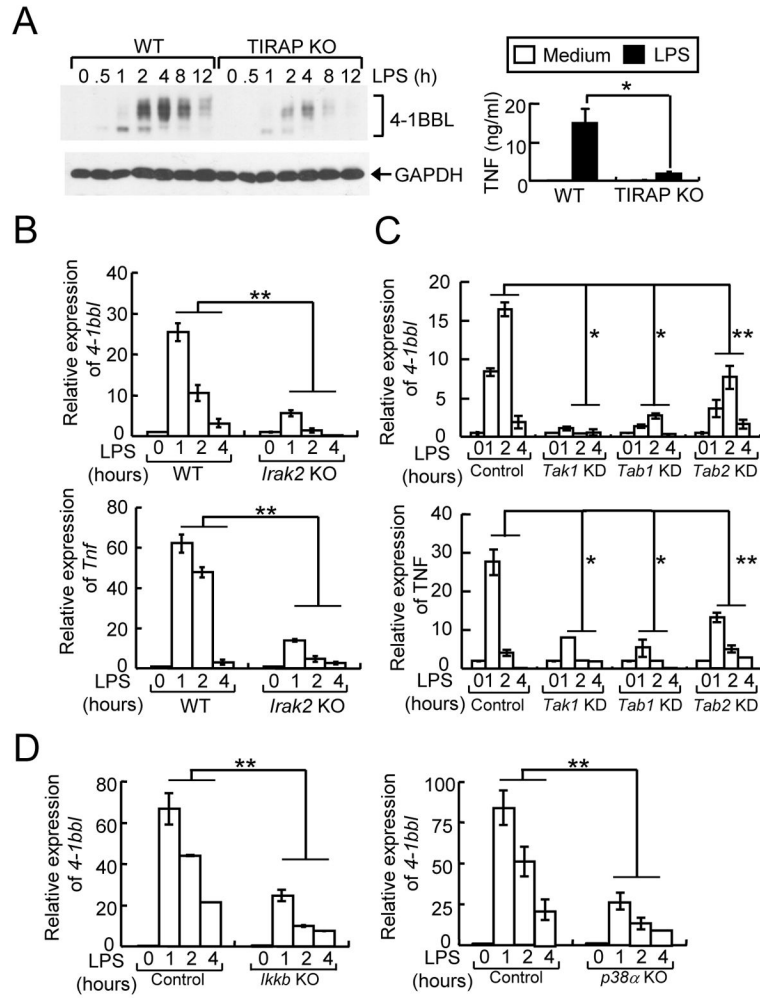 A
WT TIRAP KO
0 .5 1 2 4 8 12 0 .5 1 2 4 8 12 LPS (h)
4-1BBL
GAPDH
Medium LPS
TNF (ng/ml)
20
10
0
*
WT TIRAP KO
B
Relative expression
of 4-1bbl
40
30
20
10
0
**
LPS 0 1 2 4 0 1 2 4
(hours) WT Irak2 KO
Relative expression
of Tnf
80
60
40
20
0
**
LPS 0 1 2 4 0 1 2 4
(hours) WT Irak2 KO
C
Relative expression
of 4-1bbl
20
15
10
5
0
* * **
LPS 0 1 2 4 0 1 2 4 0 1 2 4 0 1 2 4
(hours) Control Tak1 KD Tab1 KD Tab2 KD
Relative expression
of TNF
40
30
20
10
0
* * **
LPS 0 1 2 4 0 1 2 4 0 1 2 4 0 1 2 4
(hours) Control Tak1 KD Tab1 KD Tab2 KD
D
Relative expression
of 4-1bbl
80
60
40
20
0
**
LPS 0 1 2 4 0 1 2 4
(hours) Control Ikkb KO
Relative expression
of 4-1bbl
100
75
50
25
0
**
LPS 0 1 2 4 0 1 2 4
(hours) Control p38α KO